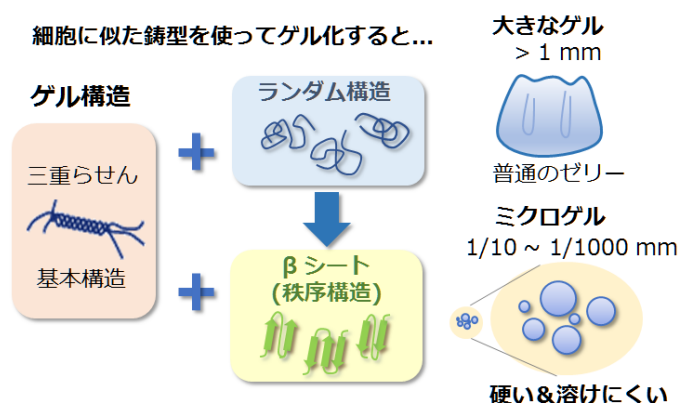 細胞に似た鋳型を使ってゲル化すると...
ゲル構造
三重らせん
基本構造
ランダム構造
β シート
(秩序構造)
大きなゲル
> 1 mm
普通のゼリー
ミクロゲル
1/10 ~ 1/1000 mm
硬い&溶けにくい